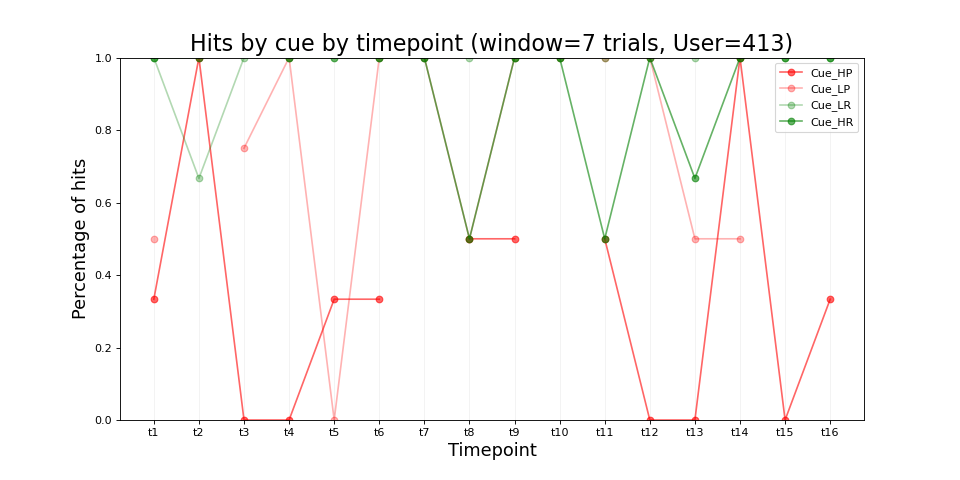 Hits by cue by timepoint (window=7 trials, User=413)
Percentage of hits
1.0
0.8
0.6
0.4
0.2
0.0
Cue_HP
Cue_LP
Cue_LR
Cue_HR
t1 t2 t3 t4 t5 t6 t7 t8 t9 t10 t11 t12 t13 t14 t15 t16
Timepoint